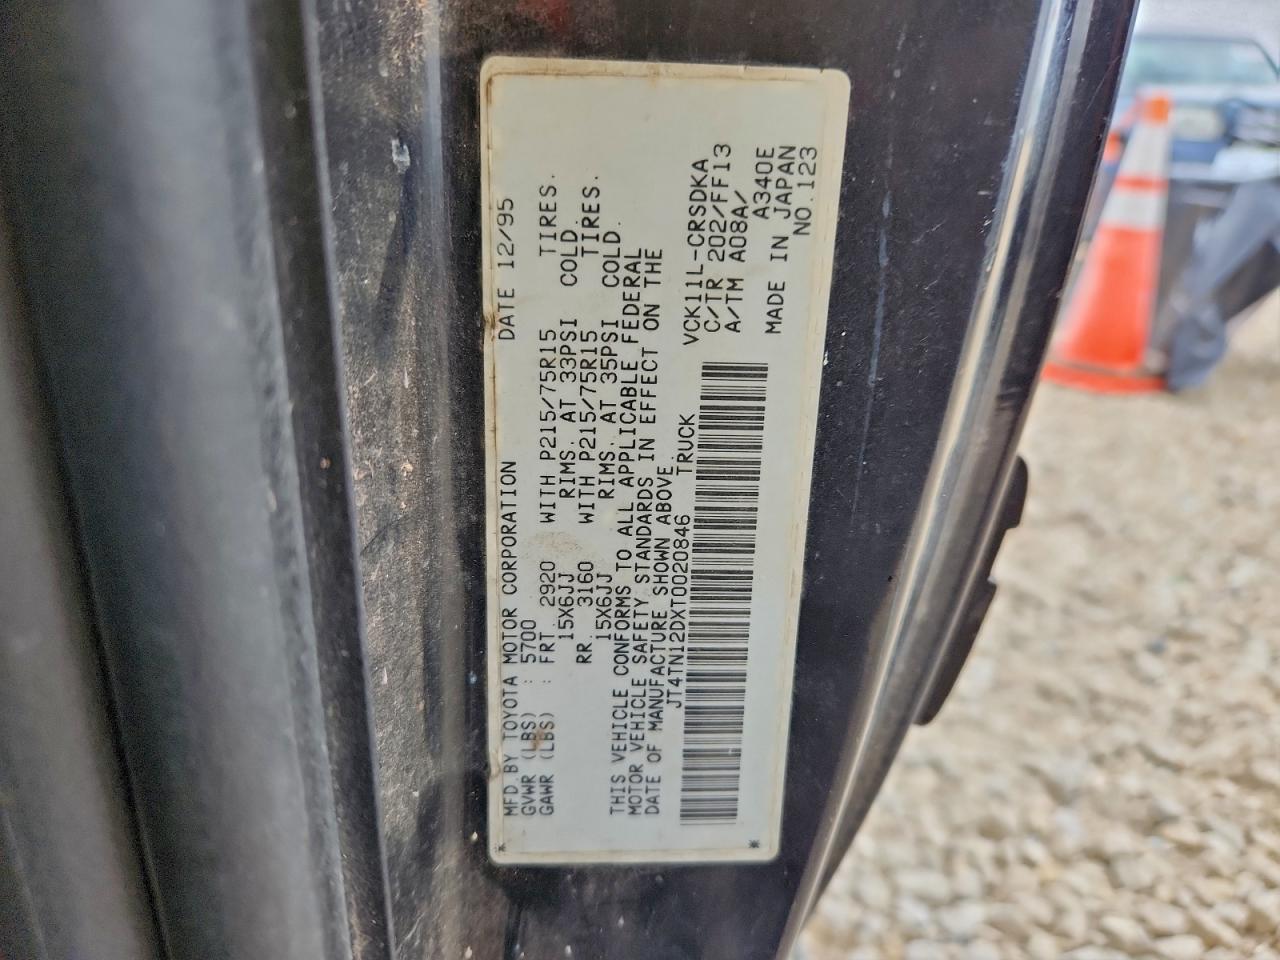 MFD. BY TOYOTA MOTOR CORPORATION DATE 12/95
GVWR (LBS) : 5700
GAWR (LBS) : FRT. 2920 WITH P215/75R15 TIRES.
15X6JJ RIMS. AT 33PSI COLD.
RR. 3160 WITH P215/75R15 TIRES.
15X6JJ RIMS. AT 35PSI COLD.
THIS VEHICLE CONFORMS TO ALL APPLICABLE FEDERAL
MOTOR VEHICLE SAFETY STANDARDS IN EFFECT ON THE
DATE OF MANUFACTURE SHOWN ABOVE.
JT4TN12DXT0020846 TRUCK
VCK11L-CRSDKA
C/TR 202/FF13
A/TM A08A/
A340E
MADE IN JAPAN
NO.123